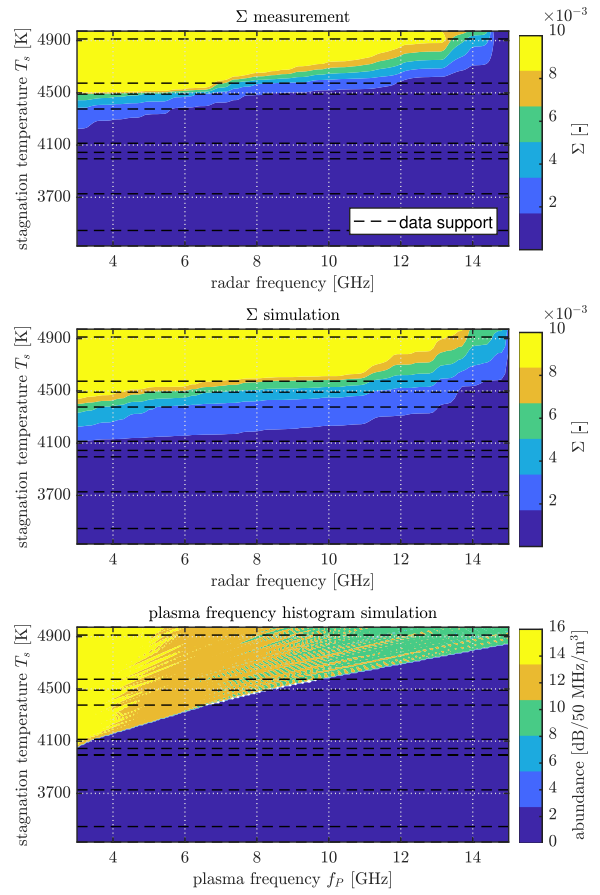 Σ measurement
×10⁻³
stagnation temperature Tₛ [K]
4900
4500
4100
3700
4 6 8 10 12 14
radar frequency [GHz]
data support
10
8
6
4
2
Σ [-]
Σ simulation
×10⁻³
stagnation temperature Tₛ [K]
4900
4500
4100
3700
4 6 8 10 12 14
radar frequency [GHz]
10
8
6
4
2
Σ [-]
plasma frequency histogram simulation
stagnation temperature Tₛ [K]
4900
4500
4100
3700
4 6 8 10 12 14
plasma frequency f_P [GHz]
16
14
12
10
8
6
4
2
0
abundance [dB/50 MHz/m³]